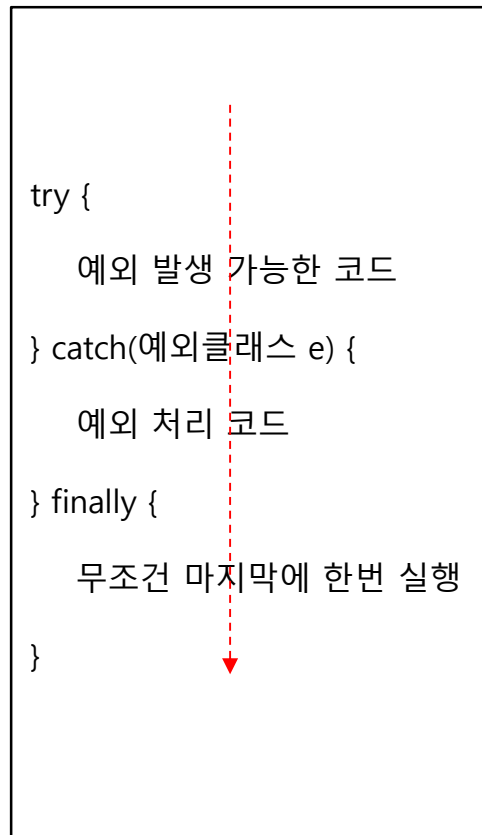 try {
예외 발생 가능한 코드
} catch(예외클래스 e) {
예외 처리 코드
} finally {
무조건 마지막에 한번 실행
}